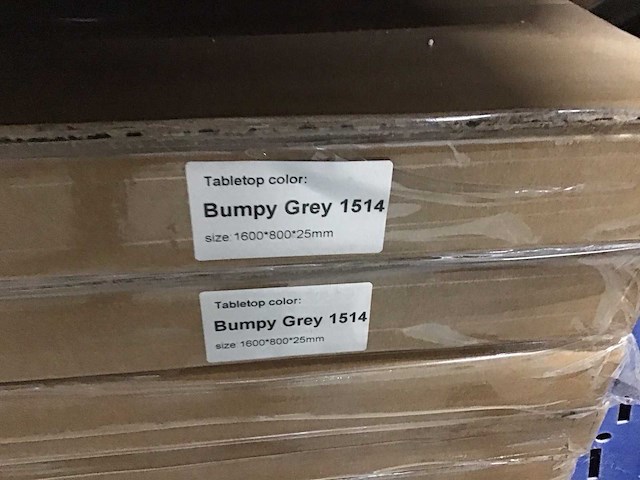 Tabletop color:
Bumpy Grey 1514
size:1600*800*25mm
Tabletop color:
Bumpy Grey 1514
size:1600*800*25mm